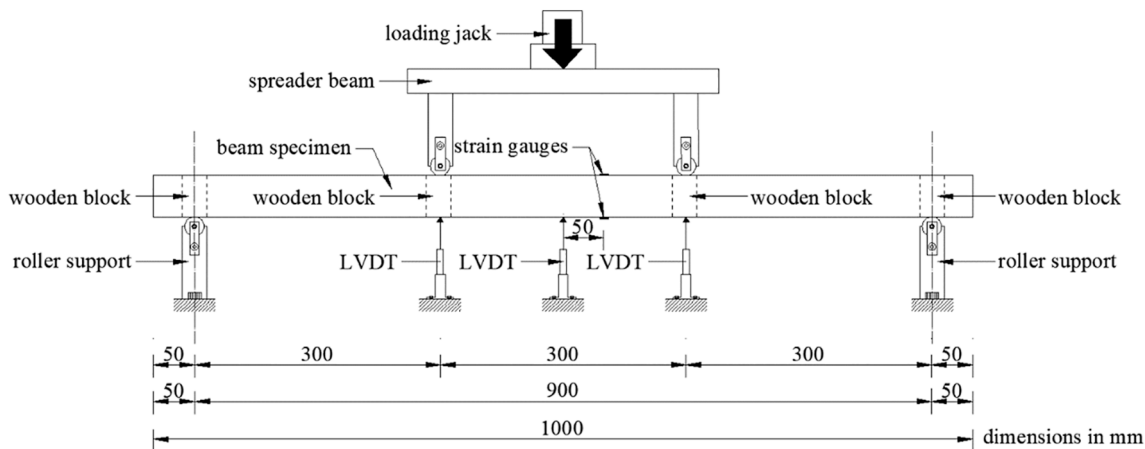 loading jack
spreader beam
beam specimen
strain gauges
wooden block
wooden block
wooden block
wooden block
50
roller support
LVDT
LVDT
LVDT
roller support
50
300
300
300
50
50
900
50
1000
dimensions in mm